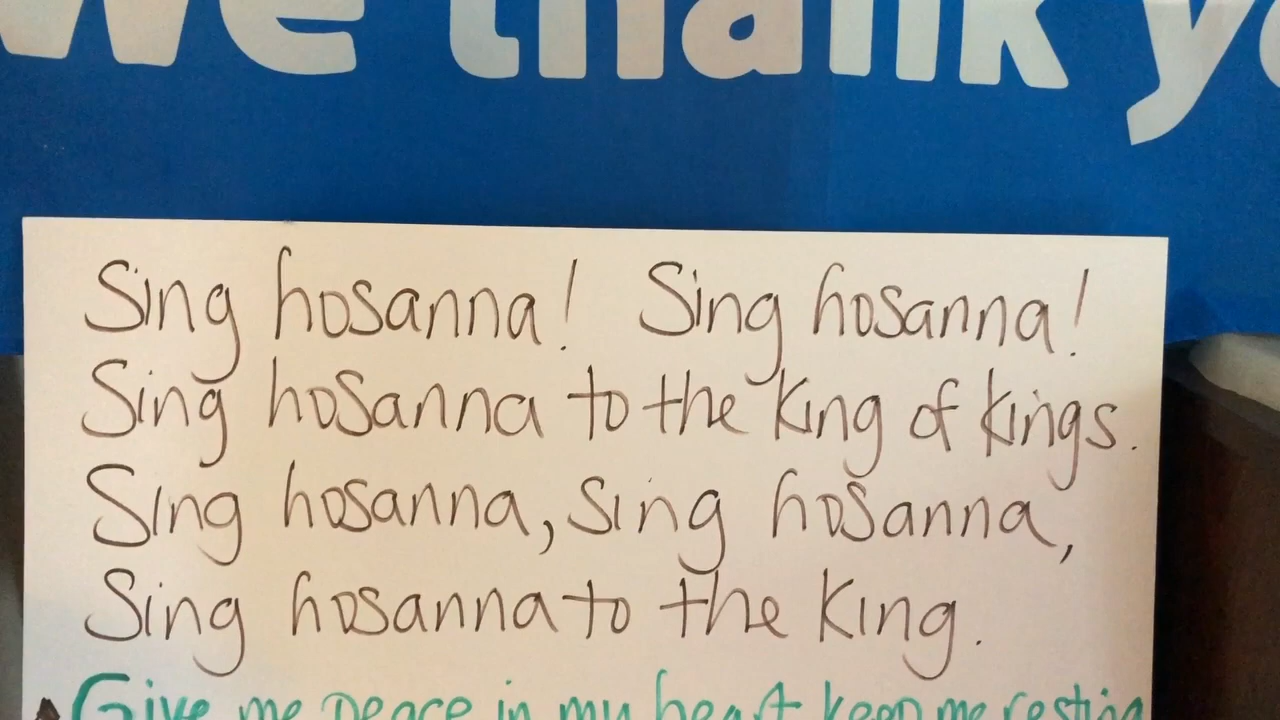 We thank yo
Sing hosanna! Sing hosanna!
Sing hosanna to the King of kings.
Sing hosanna, Sing hosanna,
Sing hosanna to the King.
Give me peace in my heart keep me resting